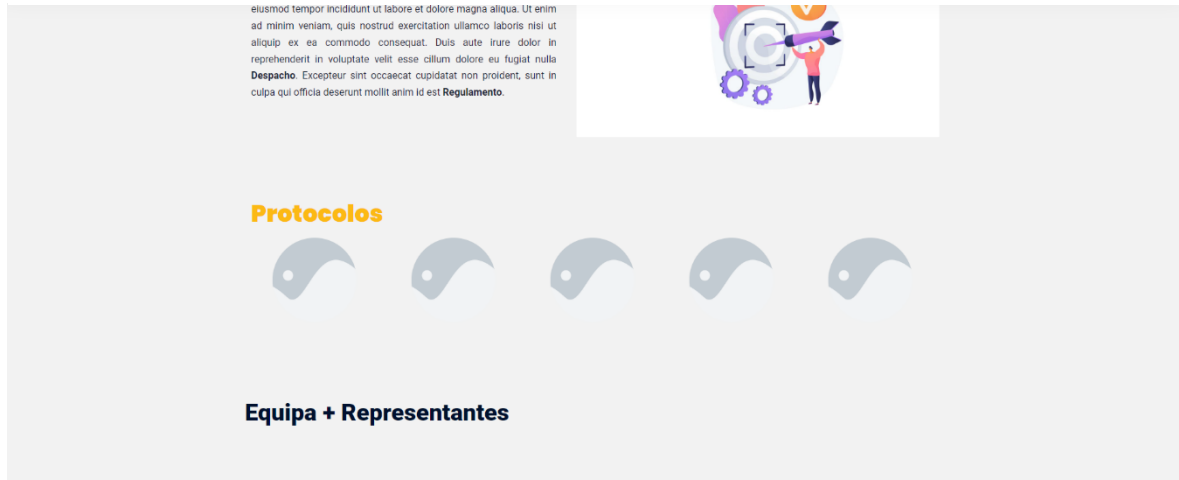 eiusmod tempor incididunt ut labore et dolore magna aliqua. Ut enim
ad minim veniam, quis nostrud exercitation ullamco laboris nisi ut
aliquip ex ea commodo consequat. Duis aute irure dolor in
reprehenderit in voluptate velit esse cillum dolore eu fugiat nulla
Despacho. Excepteur sint occaecat cupidatat non proident, sunt in
culpa qui officia deserunt mollit anim id est Regulamento.
Protocolos
Equipa + Representantes